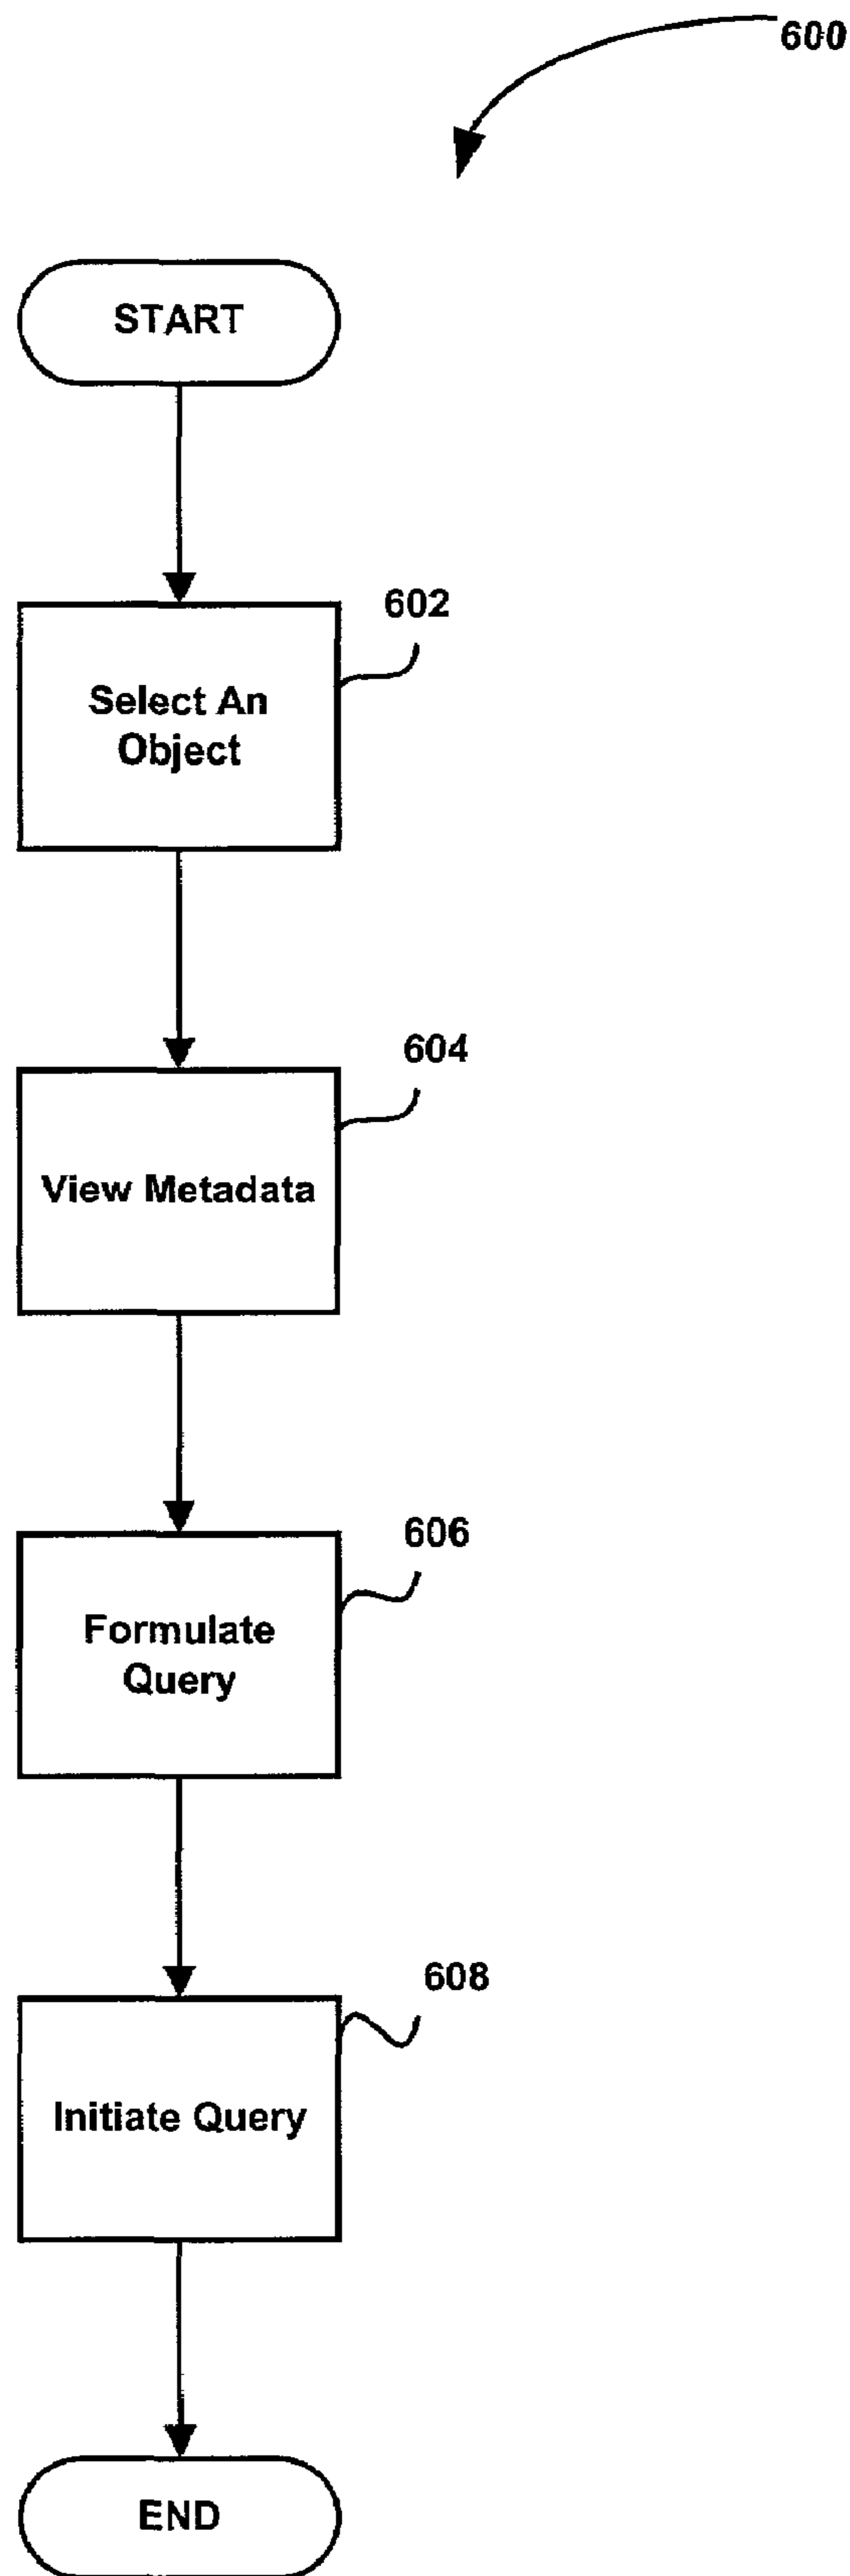 600
START
602
Select An
Object
604
View Metadata
606
Formulate
Query
608
Initiate Query
END